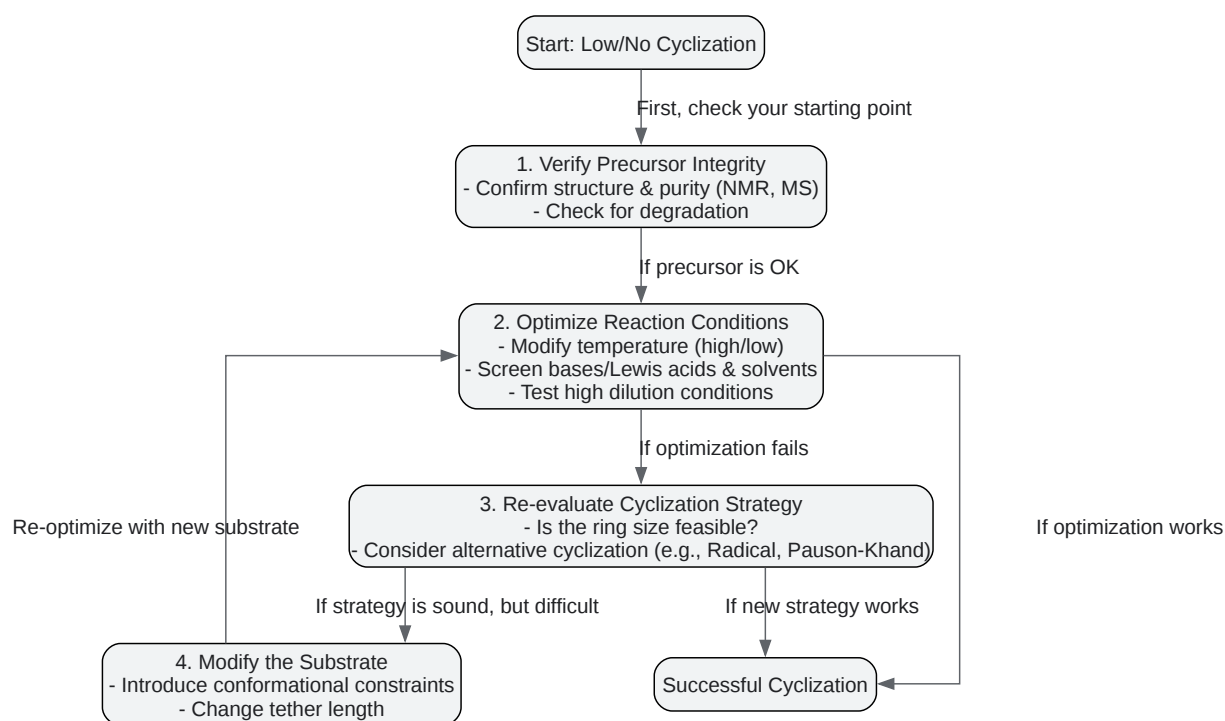 Start: Low/No Cyclization
First, check your starting point
1. Verify Precursor Integrity
- Confirm structure & purity (NMR, MS)
- Check for degradation
If precursor is OK
2. Optimize Reaction Conditions
- Modify temperature (high/low)
- Screen bases/Lewis acids & solvents
- Test high dilution conditions
If optimization fails
3. Re-evaluate Cyclization Strategy
- Is the ring size feasible?
- Consider alternative cyclization (e.g., Radical, Pauson-Khand)
Re-optimize with new substrate
If optimization works
If strategy is sound, but difficult
If new strategy works
4. Modify the Substrate
- Introduce conformational constraints
- Change tether length
Successful Cyclization